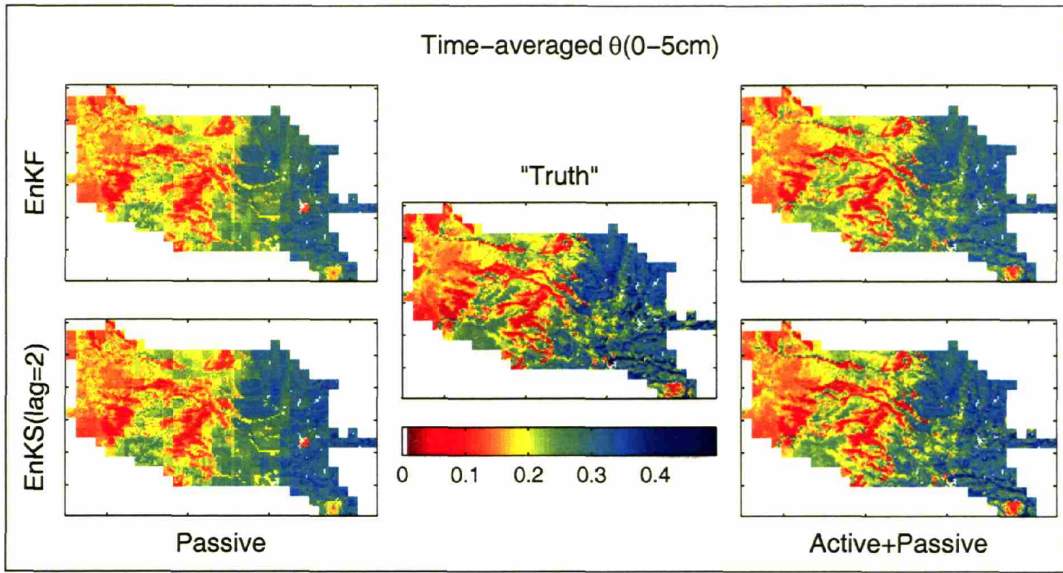 Time-averaged θ(0-5cm)
EnKF
"Truth"
EnKS(lag=2)
0 0.1 0.2 0.3 0.4
Passive
Active+Passive